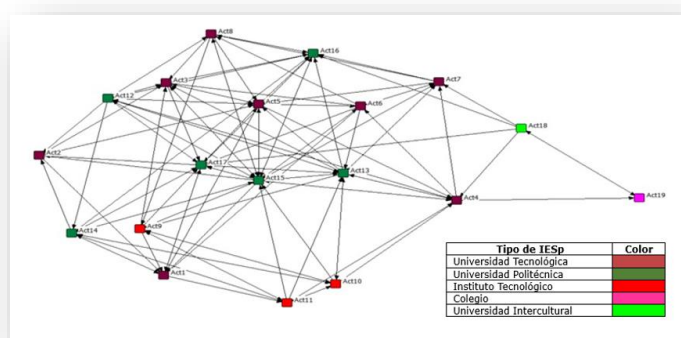 Act8
Act16
Act3
Act7
Act12
Act5
Act6
Act18
Act2
Act17
Act13
Act15
Act4
Act19
Act14
Act9
Act1
Act10
Act11
Tipo de IESp Color
Universidad Tecnológica
Universidad Politécnica
Instituto Tecnológico
Colegio
Universidad Intercultural